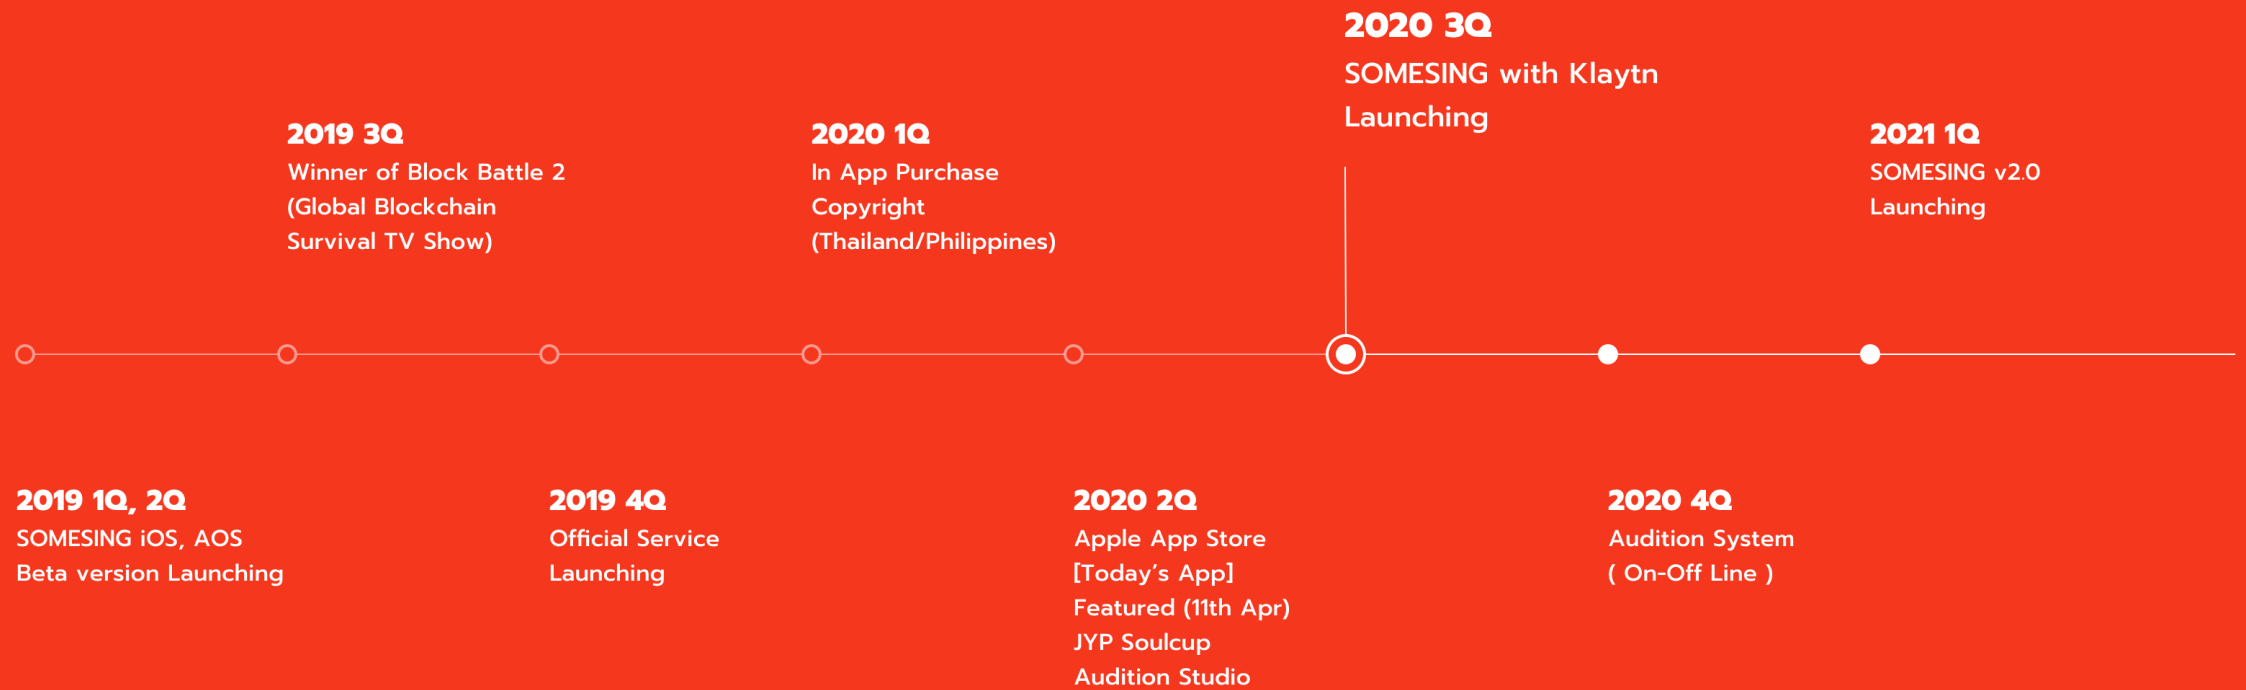 2020 3Q
SOMESING with Klaytn
Launching
2019 3Q
Winner of Block Battle 2
(Global Blockchain
Survival TV Show)
2020 1Q
In App Purchase
Copyright
(Thailand/Philippines)
2021 1Q
SOMESING v2.0
Launching
2019 1Q, 2Q
SOMESING iOS, AOS
Beta version Launching
2019 4Q
Official Service
Launching
2020 2Q
Apple App Store
[Today’s App]
Featured (11th Apr)
JYP Soulcup
Audition Studio
2020 4Q
Audition System
( On-Off Line )